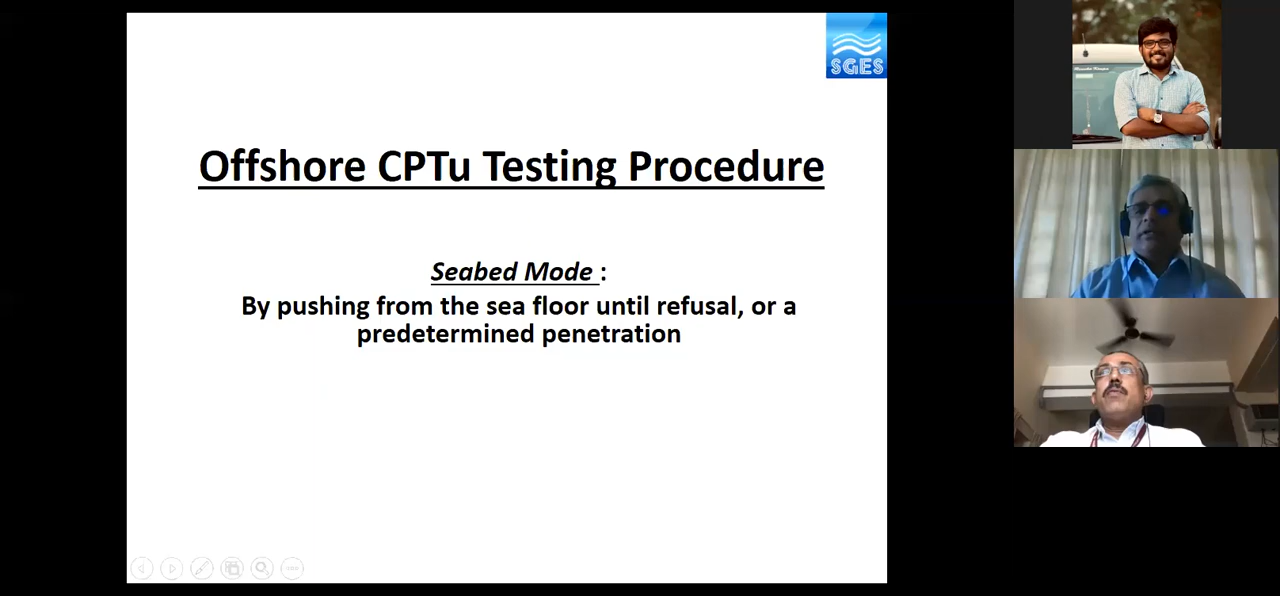 SGES
Offshore CPTu Testing Procedure
Seabed Mode :
By pushing from the sea floor until refusal, or a
predetermined penetration